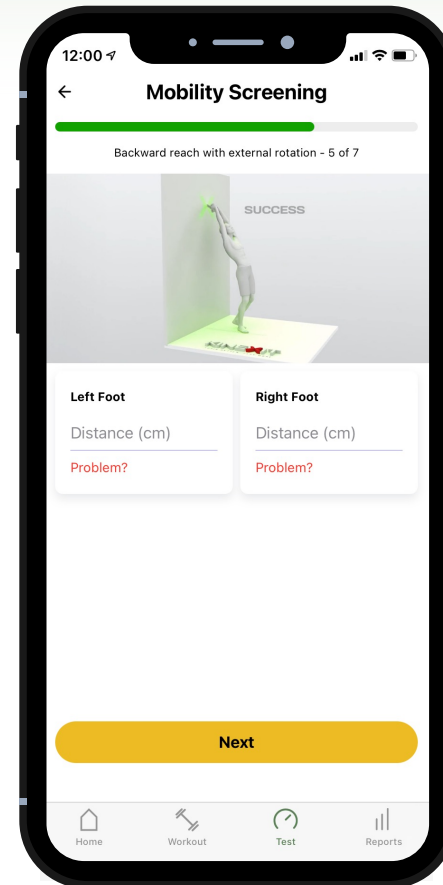 12:00
Mobility Screening
Backward reach with external rotation - 5 of 7
SUCCESS
KINEXIT
Left Foot
Right Foot
Distance (cm)
Distance (cm)
Problem?
Problem?
Next
Home
Workout
Test
Reports